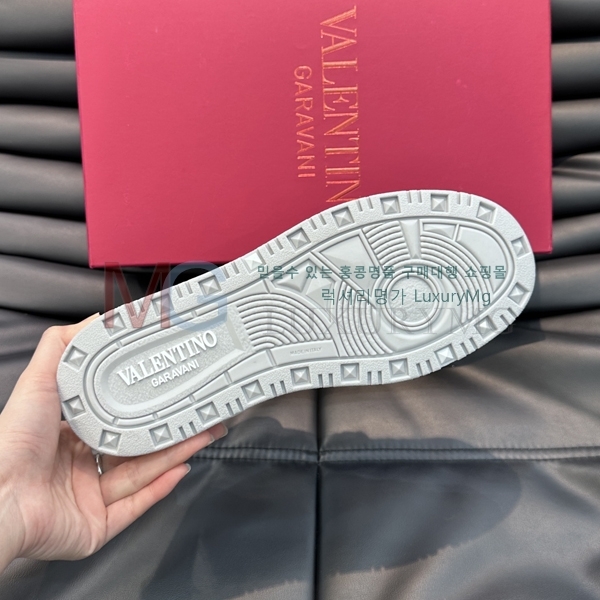 VALENTINO
GARAVANI
믿을수 있는 홍콩명품 구매대행 쇼핑몰
럭셔리명가 LuxuryMg
MG
VALENTINO
GARAVANI